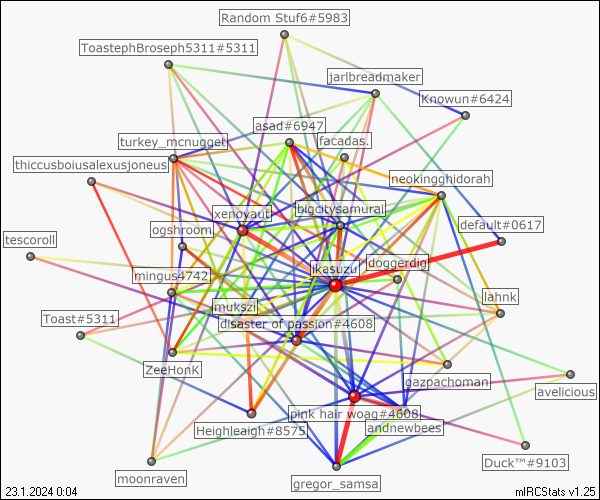 Random Stuf6#5983
ToastephBroseph5311#5311
jarlbreadmaker
Knowun#6424
asad#6947
turkey_mcnugget
facadas.
thiccusboiusalexusjoneus
neokingghidorah
xenoyaut
bigcitysamurai
default#0617
ogshroom.
tescoroll
ikesuzui
doggerdig
mingus4742
mukszi
lahnk
Toast#5311
disaster of passion#4608
ZeeHonK
gazpachoman
avelicious
pink hair woag#4608
Heighleaigh#8575
andnewbees
Duck™#9103
moonraven
gregor_samsa
23.1.2024 0:04
mIRCStats v1.25